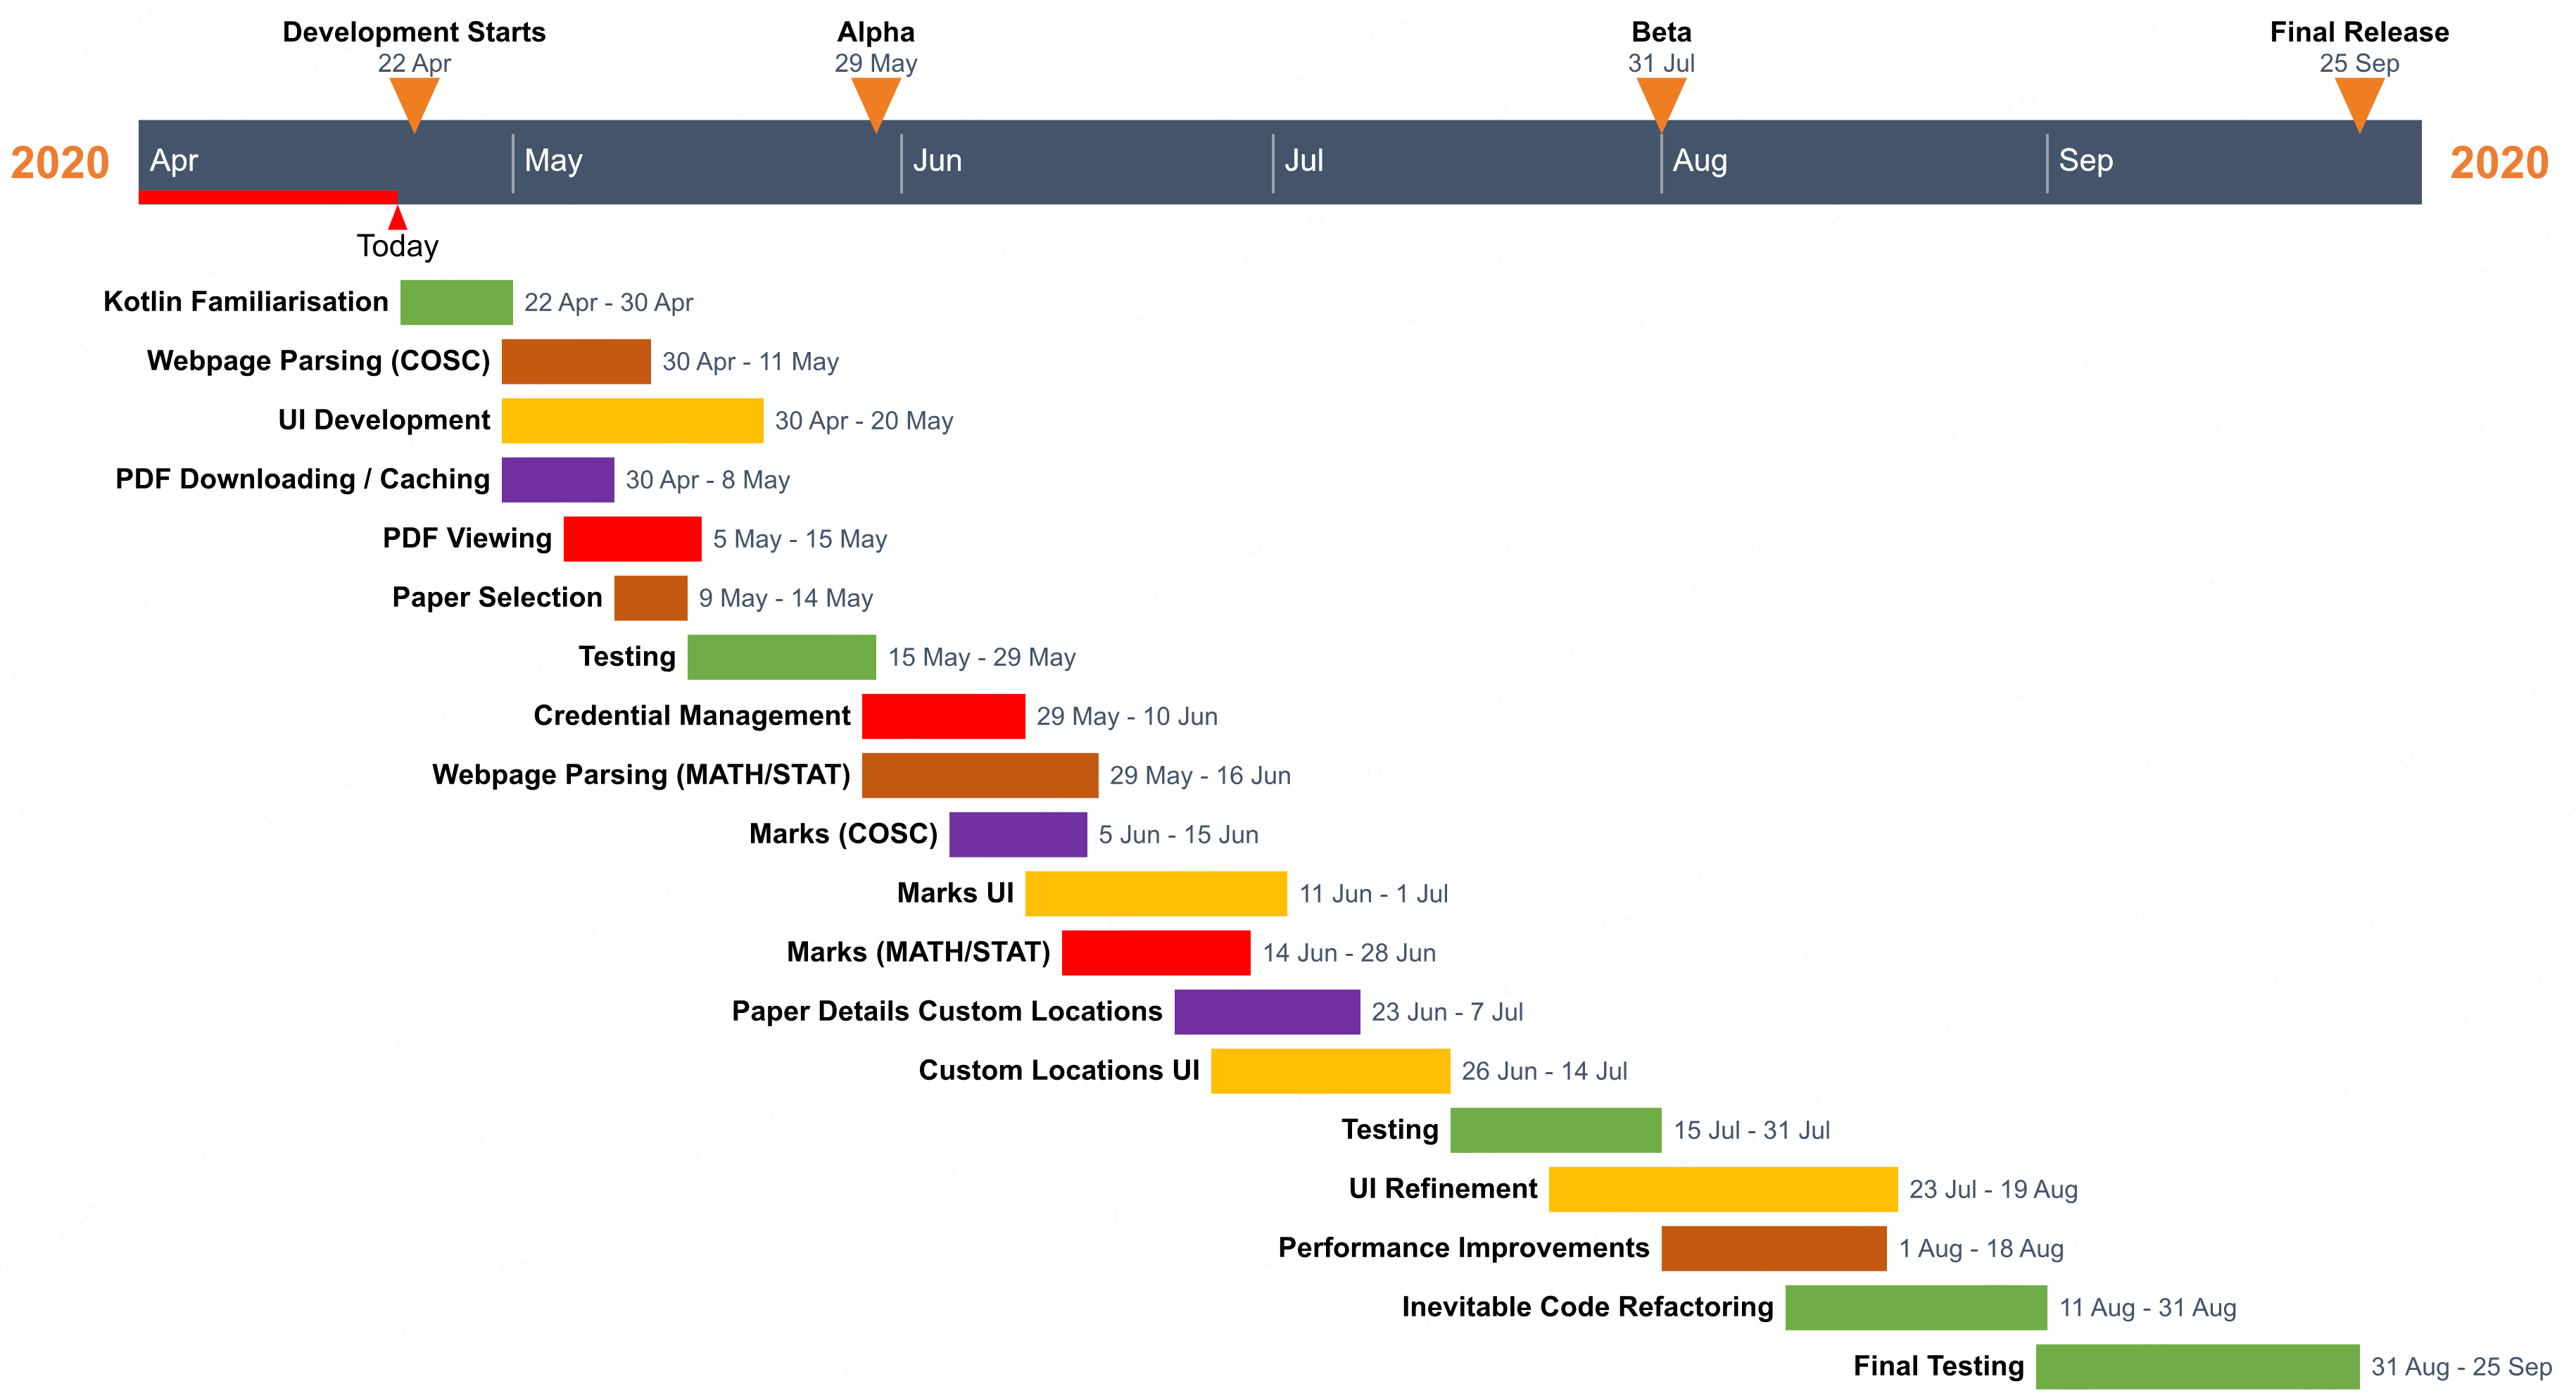 Development Starts
22 Apr
Alpha
29 May
Beta
31 Jul
Final Release
25 Sep
2020
Apr
May
Jun
Jul
Aug
Sep
2020
Today
Kotlin Familiarisation 22 Apr - 30 Apr
Webpage Parsing (COSC) 30 Apr - 11 May
UI Development 30 Apr - 20 May
PDF Downloading / Caching 30 Apr - 8 May
PDF Viewing 5 May - 15 May
Paper Selection 9 May - 14 May
Testing 15 May - 29 May
Credential Management 29 May - 10 Jun
Webpage Parsing (MATH/STAT) 29 May - 16 Jun
Marks (COSC) 5 Jun - 15 Jun
Marks UI 11 Jun - 1 Jul
Marks (MATH/STAT) 14 Jun - 28 Jun
Paper Details Custom Locations 23 Jun - 7 Jul
Custom Locations UI 26 Jun - 14 Jul
Testing 15 Jul - 31 Jul
UI Refinement 23 Jul - 19 Aug
Performance Improvements 1 Aug - 18 Aug
Inevitable Code Refactoring 11 Aug - 31 Aug
Final Testing 31 Aug - 25 Sep